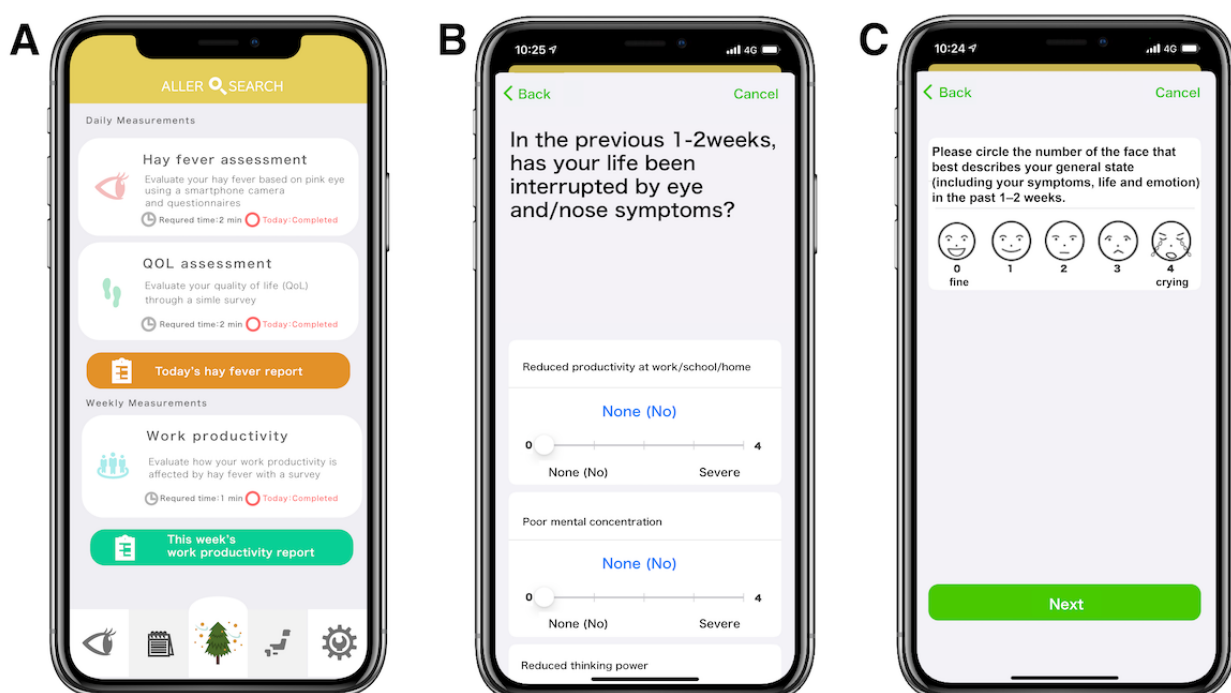 A
ALLER SEARCH
Daily Measurements
Hay fever assessment
Evaluate your hay fever based on pink eye
using a smartphone camera
and questionnaires
Requred time:2 min Today:Completed
QOL assessment
Evaluate your quality of life (QoL)
through a simle survey
Requred time:2 min Today:Completed
Today's hay fever report
Weekly Measurements
Work productivity
Evaluate how your work productivity is
affected by hay fever with a survey
Requred time:1 min Today:Completed
This week's
work productivity report
B
10:25 4G
Back Cancel
In the previous 1-2weeks,
has your life been
interrupted by eye
and/nose symptoms?
Reduced productivity at work/school/home
None (No)
0 4
None (No) Severe
Poor mental concentration
None (No)
0 4
None (No) Severe
Reduced thinking power
C
10:24 4G
Back Cancel
Please circle the number of the face that
best describes your general state
(including your symptoms, life and emotion)
in the past 1–2 weeks.
0 1 2 3 4
fine crying
Next